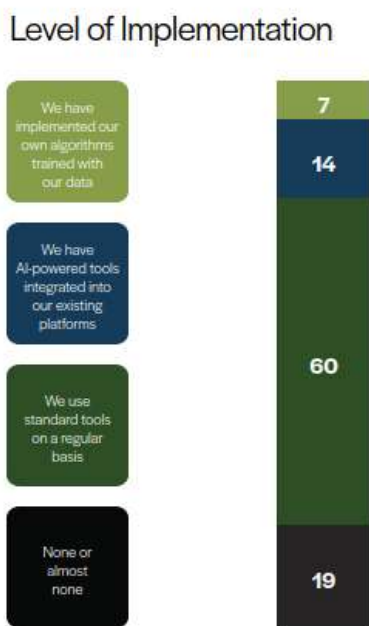 Level of Implementation
We have
implemented our
own algorithms
trained with
our data
7
14
We have
AI-powered tools
integrated into
our existing
platforms
We use
standard tools
on a regular
basis
60
None or
almost
none
19